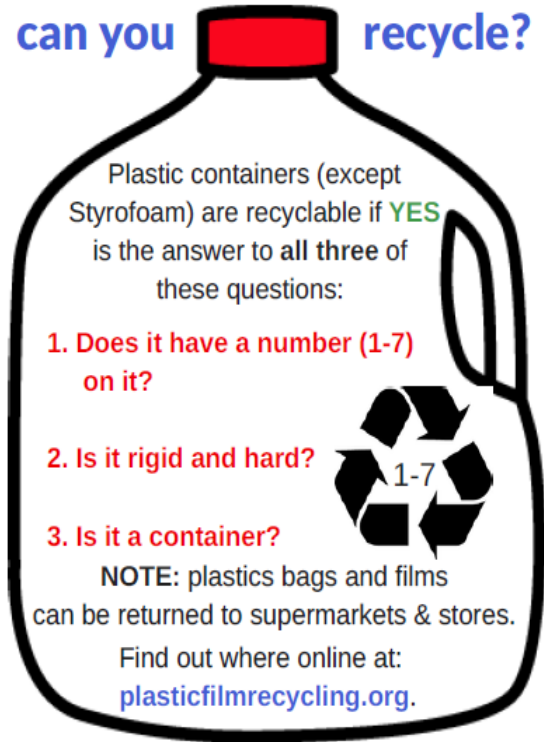 can you recycle?
Plastic containers (except
Styrofoam) are recyclable if YES
is the answer to all three of
these questions:
1. Does it have a number (1-7)
on it?
2. Is it rigid and hard?
1-7
3. Is it a container?
NOTE: plastics bags and films
can be returned to supermarkets & stores.
Find out where online at:
plasticfilmrecycling.org.